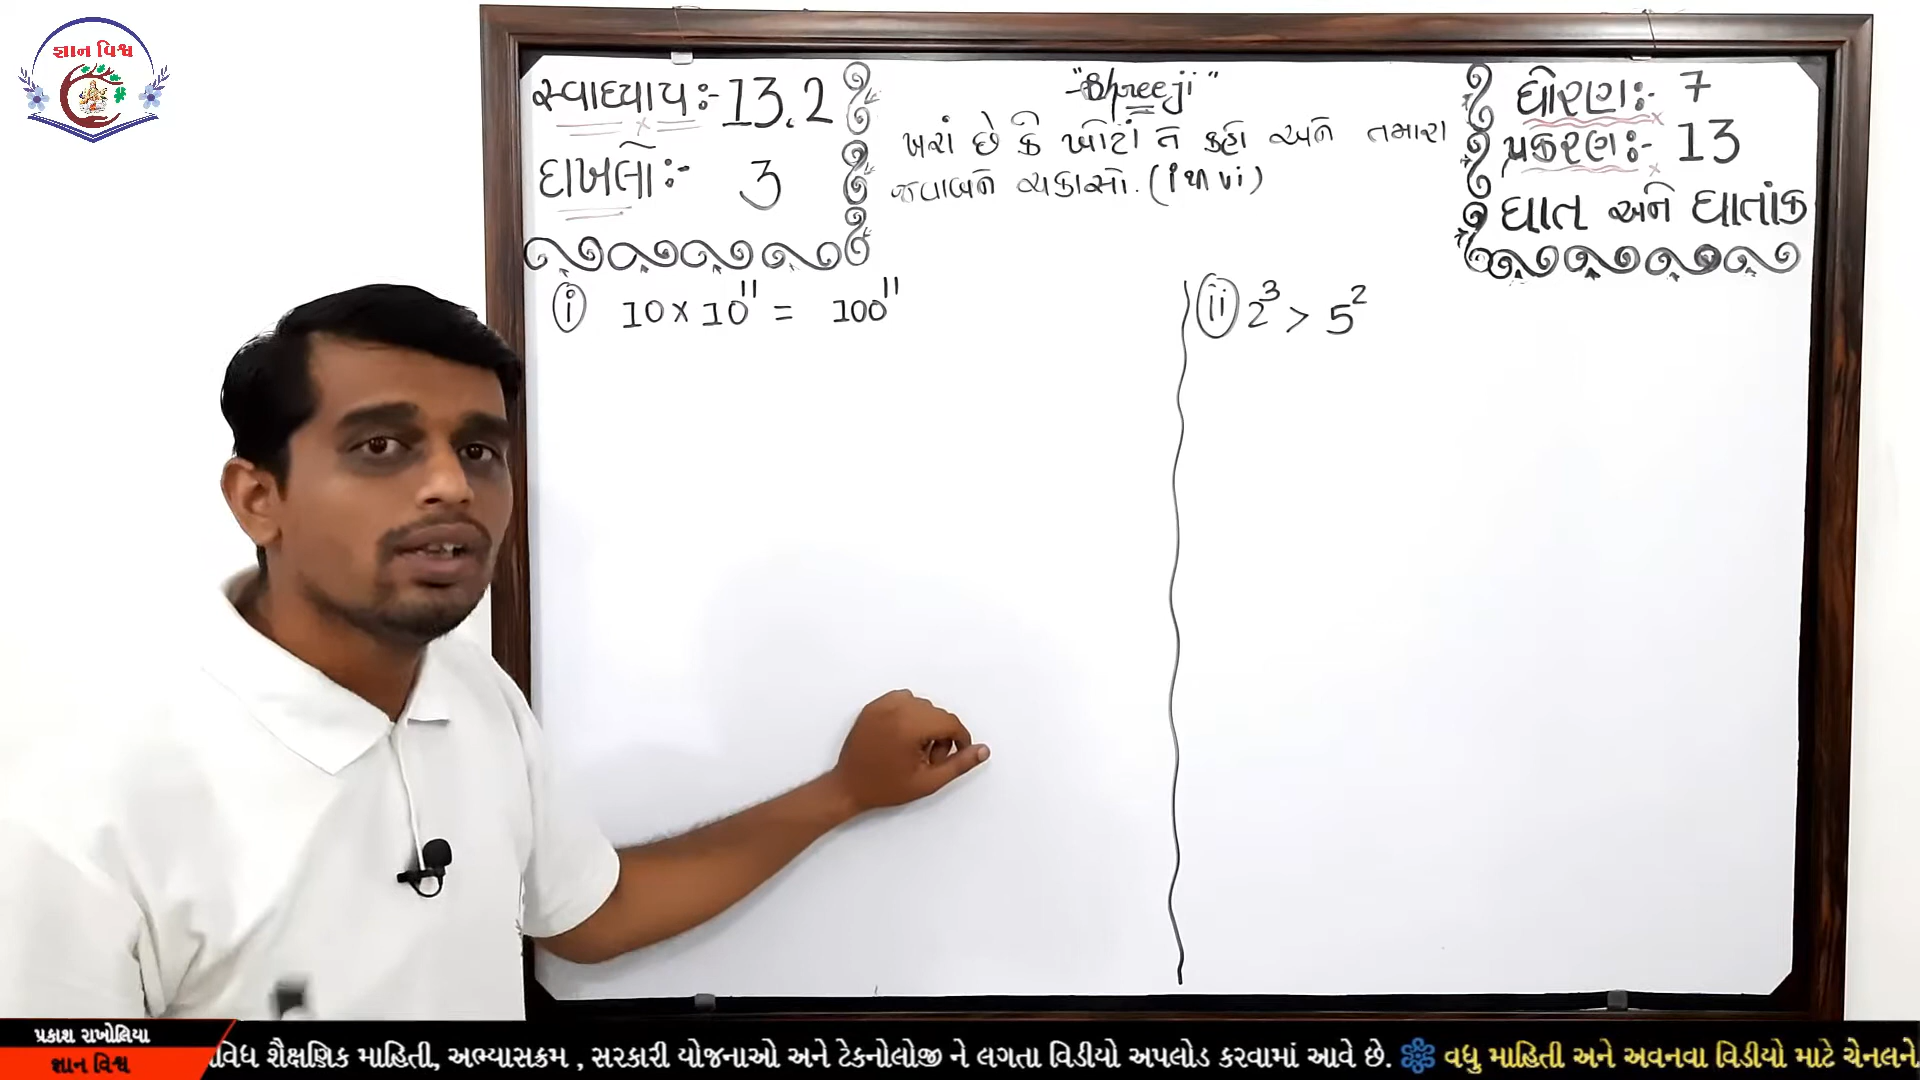 જ્ઞાન વિશ્વ
સ્વાધ્યાય:- 13.2
દાખલો:- 3
"Shreeji"
ખરાં છે કે ખોટાં તે કહો અને તમારા
જવાબને ચકાસો. (i થી vi)
ધોરણ:- 7
પ્રકરણ:- 13
ઘાત અને ઘાતાંક
(i) 10 × 10¹¹ = 100¹¹
(ii) 2³ > 5²
પ્રકાશ રાખોલિયા
જ્ઞાન વિશ્વ
વિધ શૈક્ષણિક માહિતી, અભ્યાસક્રમ , સરકારી યોજનાઓ અને ટેકનોલોજી ને લગતા વિડીયો અપલોડ કરવામાં આવે છે. વધુ માહિતી અને અવનવા વિડીયો માટે ચેનલને